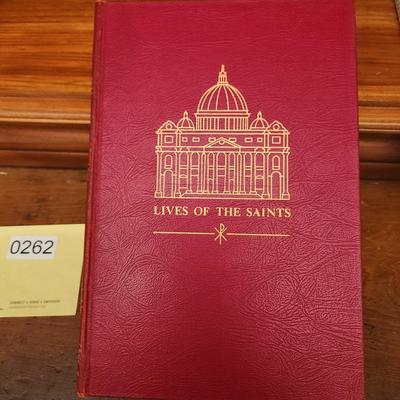 LIVES OF THE SAINTS
0262